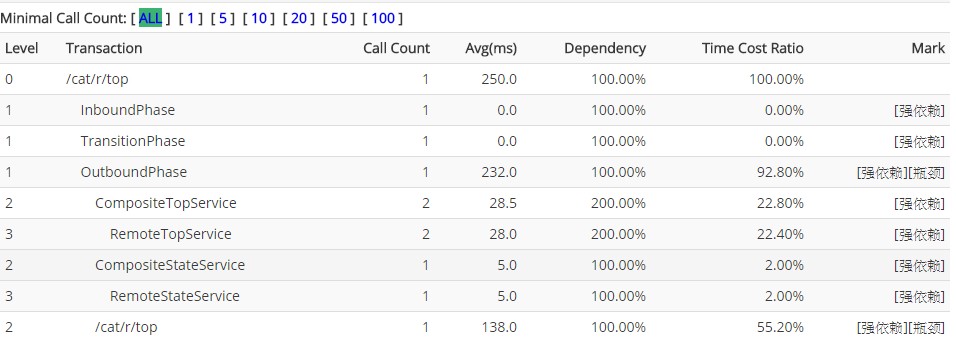 Minimal Call Count: [ ALL ] [ 1 ] [ 5 ] [ 10 ] [ 20 ] [ 50 ] [ 100 ]
Level Transaction Call Count Avg(ms) Dependency Time Cost Ratio Mark
0 /cat/r/top 1 250.0 100.00% 100.00%
1 InboundPhase 1 0.0 100.00% 0.00% [强依赖]
1 TransitionPhase 1 0.0 100.00% 0.00% [强依赖]
1 OutboundPhase 1 232.0 100.00% 92.80% [强依赖][瓶颈]
2 CompositeTopService 2 28.5 200.00% 22.80% [强依赖]
3 RemoteTopService 2 28.0 200.00% 22.40% [强依赖]
2 CompositeStateService 1 5.0 100.00% 2.00% [强依赖]
3 RemoteStateService 1 5.0 100.00% 2.00% [强依赖]
2 /cat/r/top 1 138.0 100.00% 55.20% [强依赖][瓶颈]